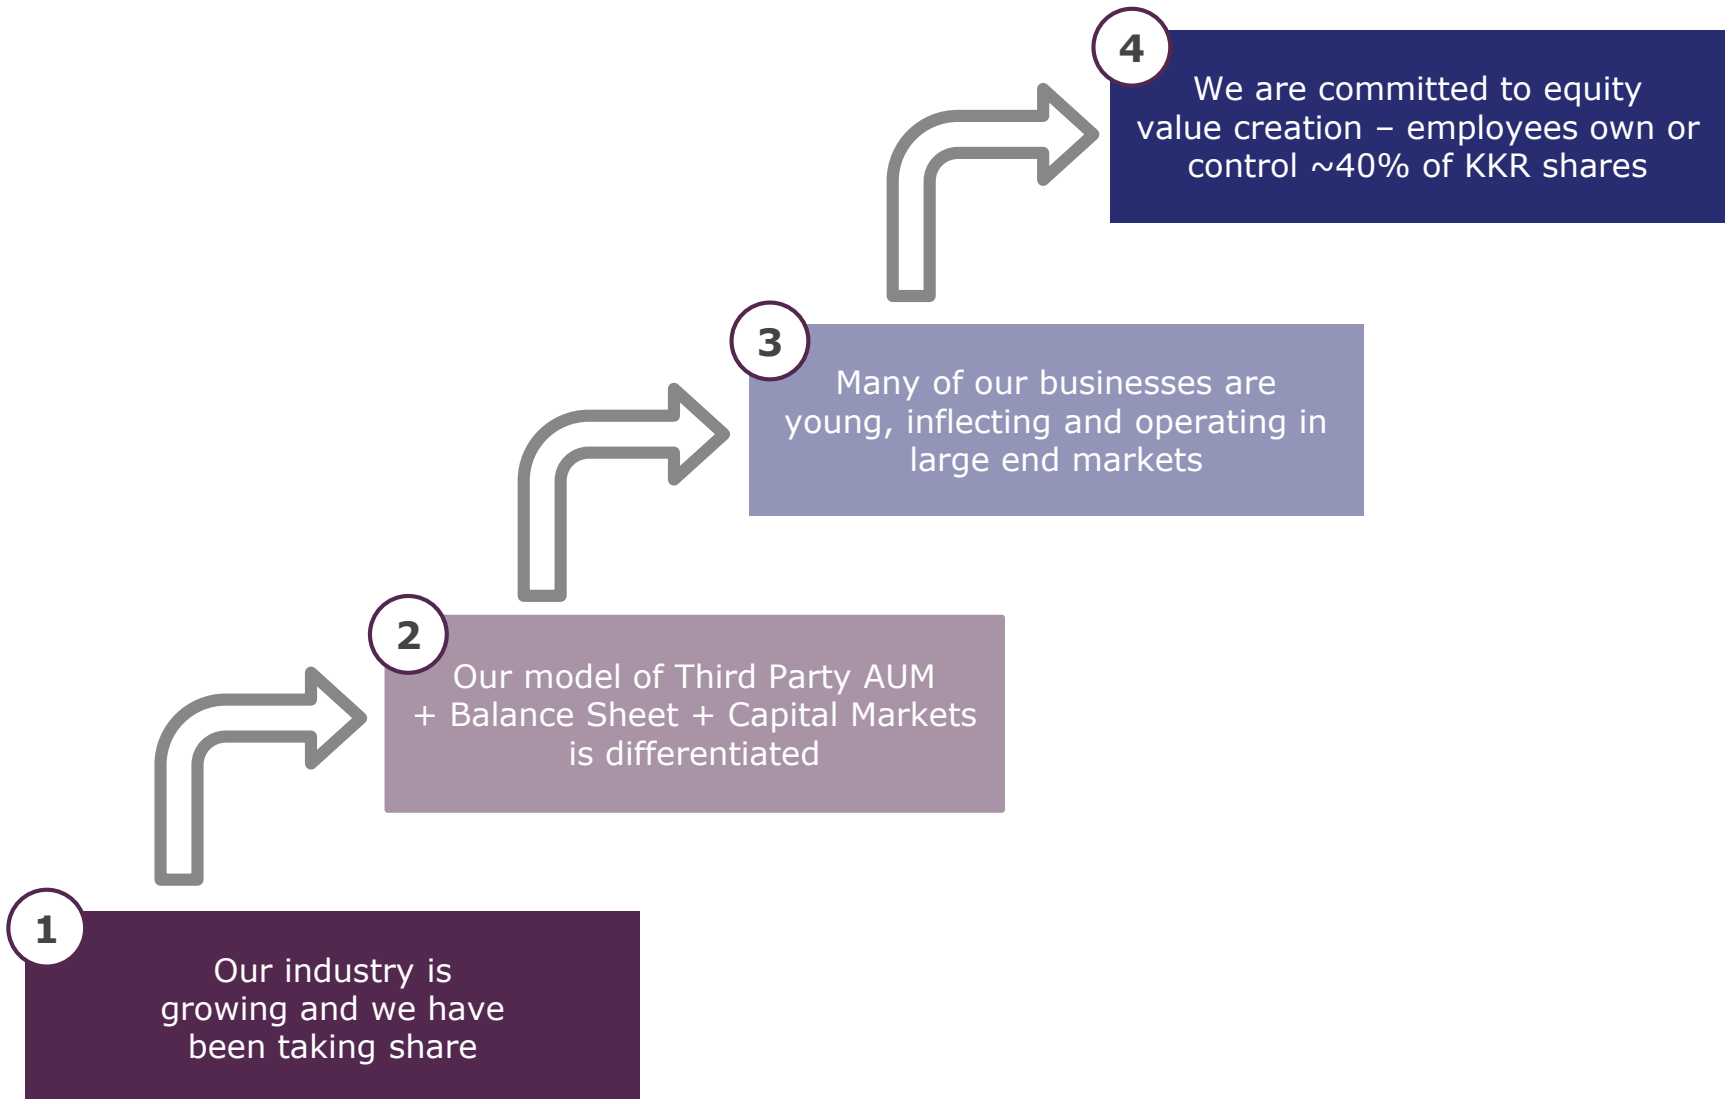 4
We are committed to equity
value creation – employees own or
control ~40% of KKR shares
3
Many of our businesses are
young, inflecting and operating in
large end markets
2
Our model of Third Party AUM
+ Balance Sheet + Capital Markets
is differentiated
1
Our industry is
growing and we have
been taking share